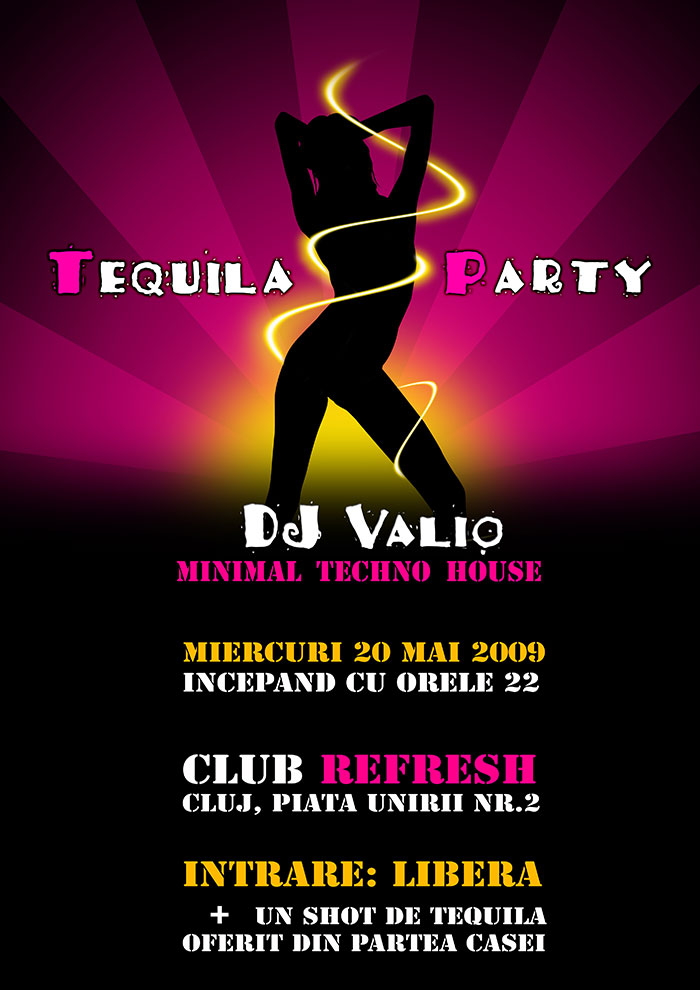 TEQUILA PARTY
DJ VALIO
MINIMAL TECHNO HOUSE
MIERCURI 20 MAI 2009
INCEPAND CU ORELE 22
CLUB REFRESH
CLUJ, PIATA UNIRII NR.2
INTRARE: LIBERA
+ UN SHOT DE TEQUILA
OFERIT DIN PARTEA CASEI